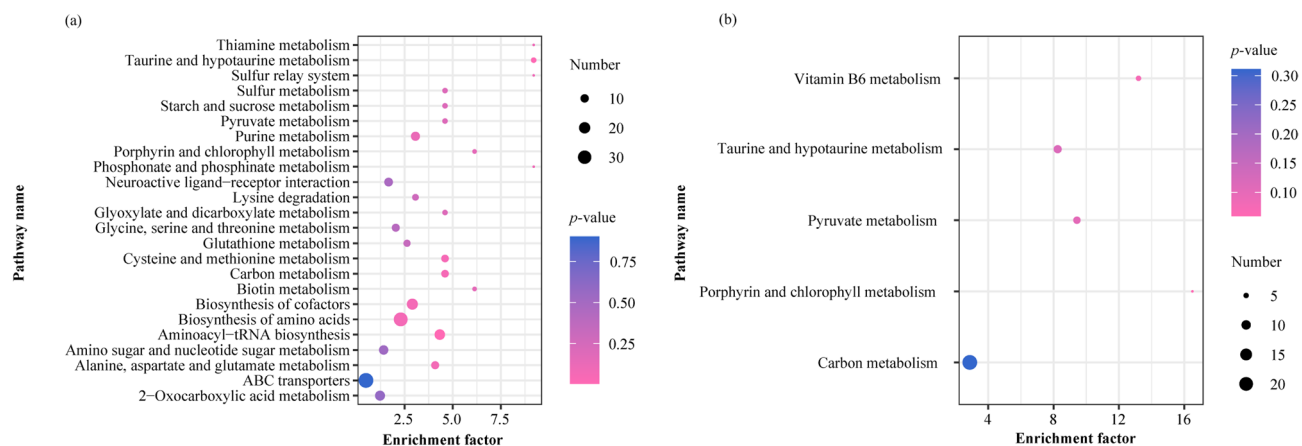 (a)
Pathway name
Thiamine metabolism
Taurine and hypotaurine metabolism
Sulfur relay system
Sulfur metabolism
Starch and sucrose metabolism
Pyruvate metabolism
Purine metabolism
Porphyrin and chlorophyll metabolism
Phosphonate and phosphinate metabolism
Neuroactive ligand−receptor interaction
Lysine degradation
Glyoxylate and dicarboxylate metabolism
Glycine, serine and threonine metabolism
Glutathione metabolism
Cysteine and methionine metabolism
Carbon metabolism
Biotin metabolism
Biosynthesis of cofactors
Biosynthesis of amino acids
Aminoacyl−tRNA biosynthesis
Amino sugar and nucleotide sugar metabolism
Alanine, aspartate and glutamate metabolism
ABC transporters
2−Oxocarboxylic acid metabolism
2.5 5.0 7.5
Enrichment factor
Number
10
20
30
p-value
0.75
0.50
0.25
(b)
Pathway name
Vitamin B6 metabolism
Taurine and hypotaurine metabolism
Pyruvate metabolism
Porphyrin and chlorophyll metabolism
Carbon metabolism
4 8 12 16
Enrichment factor
p-value
0.30
0.25
0.20
0.15
0.10
Number
5
10
15
20